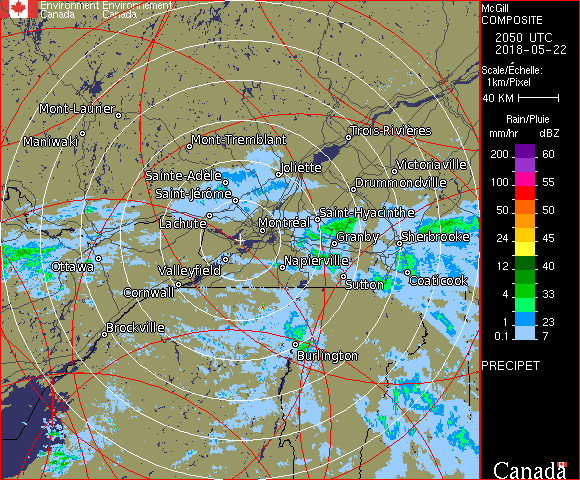 Environment Environnement
Canada Canada
McGill
COMPOSITE
2050 UTC
2018-05-22
Scale/Échelle:
1km/Pixel
40 KM
Rain/Pluie
mm/hr dBZ
200 60
100 55
50 50
24 45
12 40
4 33
1 23
0.1 7
PRECIPET
Canada
Mont-Laurier
Maniwaki
Mont-Tremblant
Trois-Rivières
Joliette
Victoriaville
Sainte-Adèle
Drummondville
Saint-Jérôme
Saint-Hyacinthe
Lachute
Montréal
Granby
Sherbrooke
Ottawa
Valleyfield
Napierville
Cornwall
Sutton
Coaticook
Brockville
Burlington